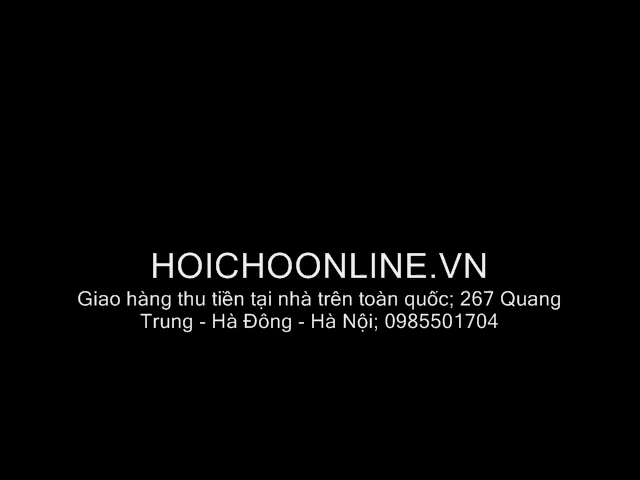 HOICHOONLINE.VN
Giao hàng thu tiền tại nhà trên toàn quốc; 267 Quang
Trung - Hà Đông - Hà Nội; 0985501704